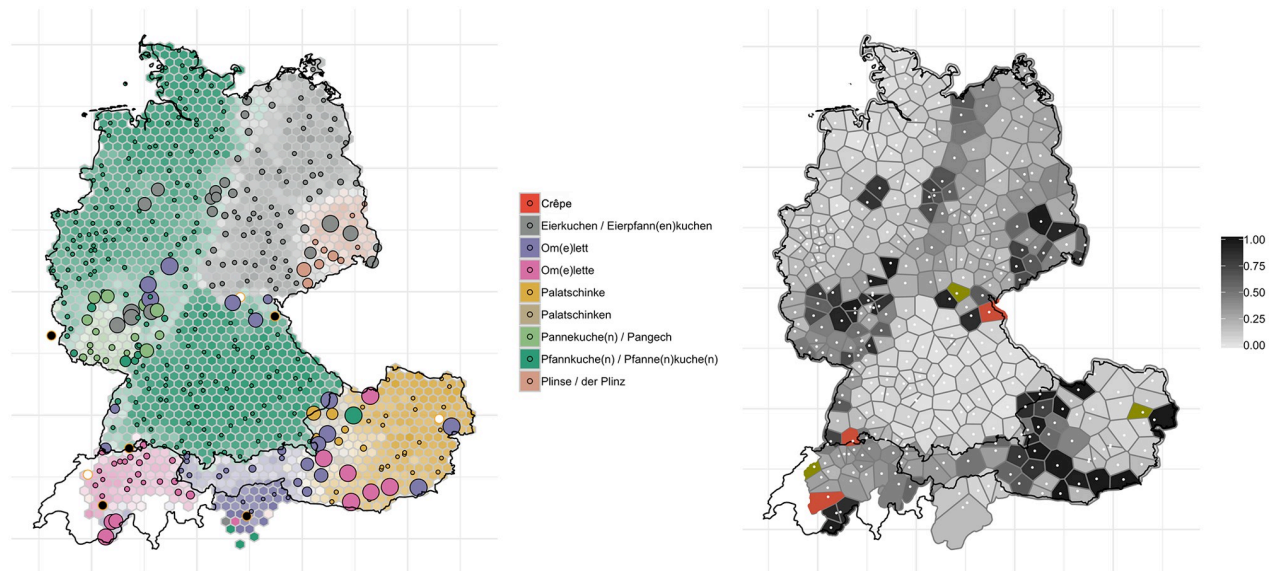 Crêpe
Eierkuchen / Eierpfann(en)kuchen
Om(e)lett
Om(e)lette
Palatschinke
Palatschinken
Pannekuche(n) / Pangech
Pfannkuche(n) / Pfanne(n)kuche(n)
Plinse / der Plinz
1.00
0.75
0.50
0.25
0.00